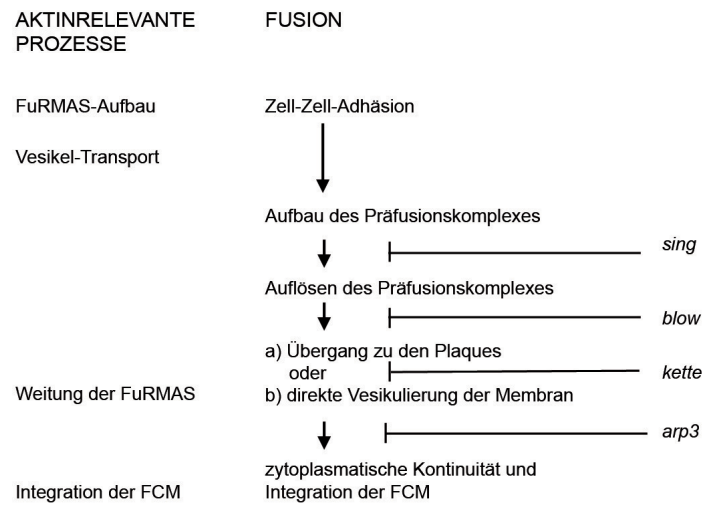 AKTINRELEVANTE
PROZESSE
FUSION
FuRMAS-Aufbau
Zell-Zell-Adhäsion
Vesikel-Transport
Aufbau des Präfusionskomplexes
sing
Auflösen des Präfusionskomplexes
blow
a) Übergang zu den Plaques
oder
kette
Weitung der FuRMAS
b) direkte Vesikulierung der Membran
arp3
zytoplasmatische Kontinuität und
Integration der FCM
Integration der FCM